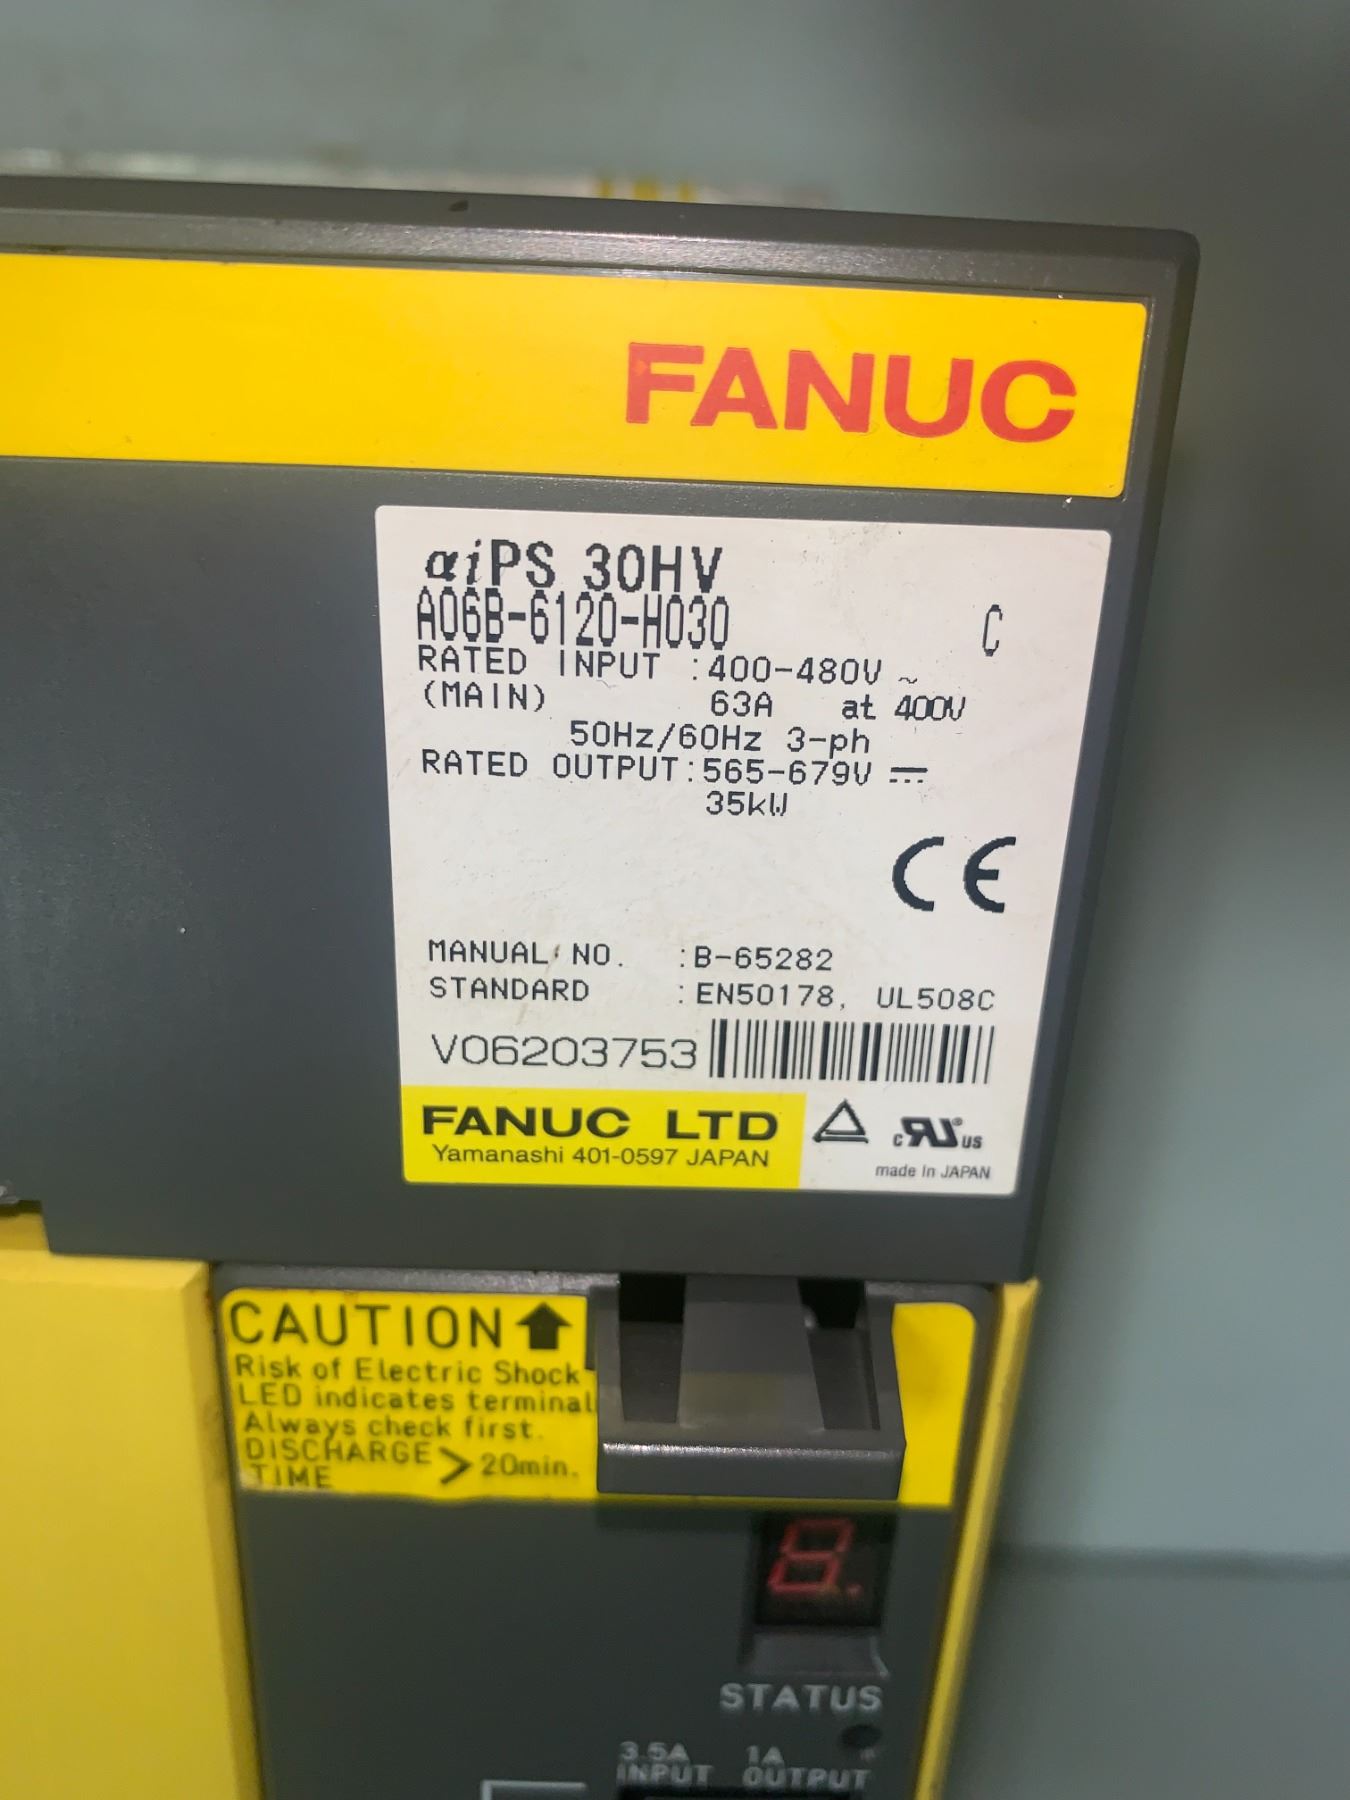 FANUC
αiPS 30HV
A06B-6120-H030 C
RATED INPUT :400-480V ~
(MAIN) 63A at 400V
50Hz/60Hz 3-ph
RATED OUTPUT:565-679V ⎓
35kW
CE
MANUAL NO. :B-65282
STANDARD :EN50178, UL508C
V06203753
FANUC LTD
Yamanashi 401-0597 JAPAN
c RU us
made in JAPAN
CAUTION
Risk of Electric Shock
LED indicates terminal
Always check first.
DISCHARGE
TIME > 20min.
8.
STATUS
3.5A 1A
INPUT OUTPUT